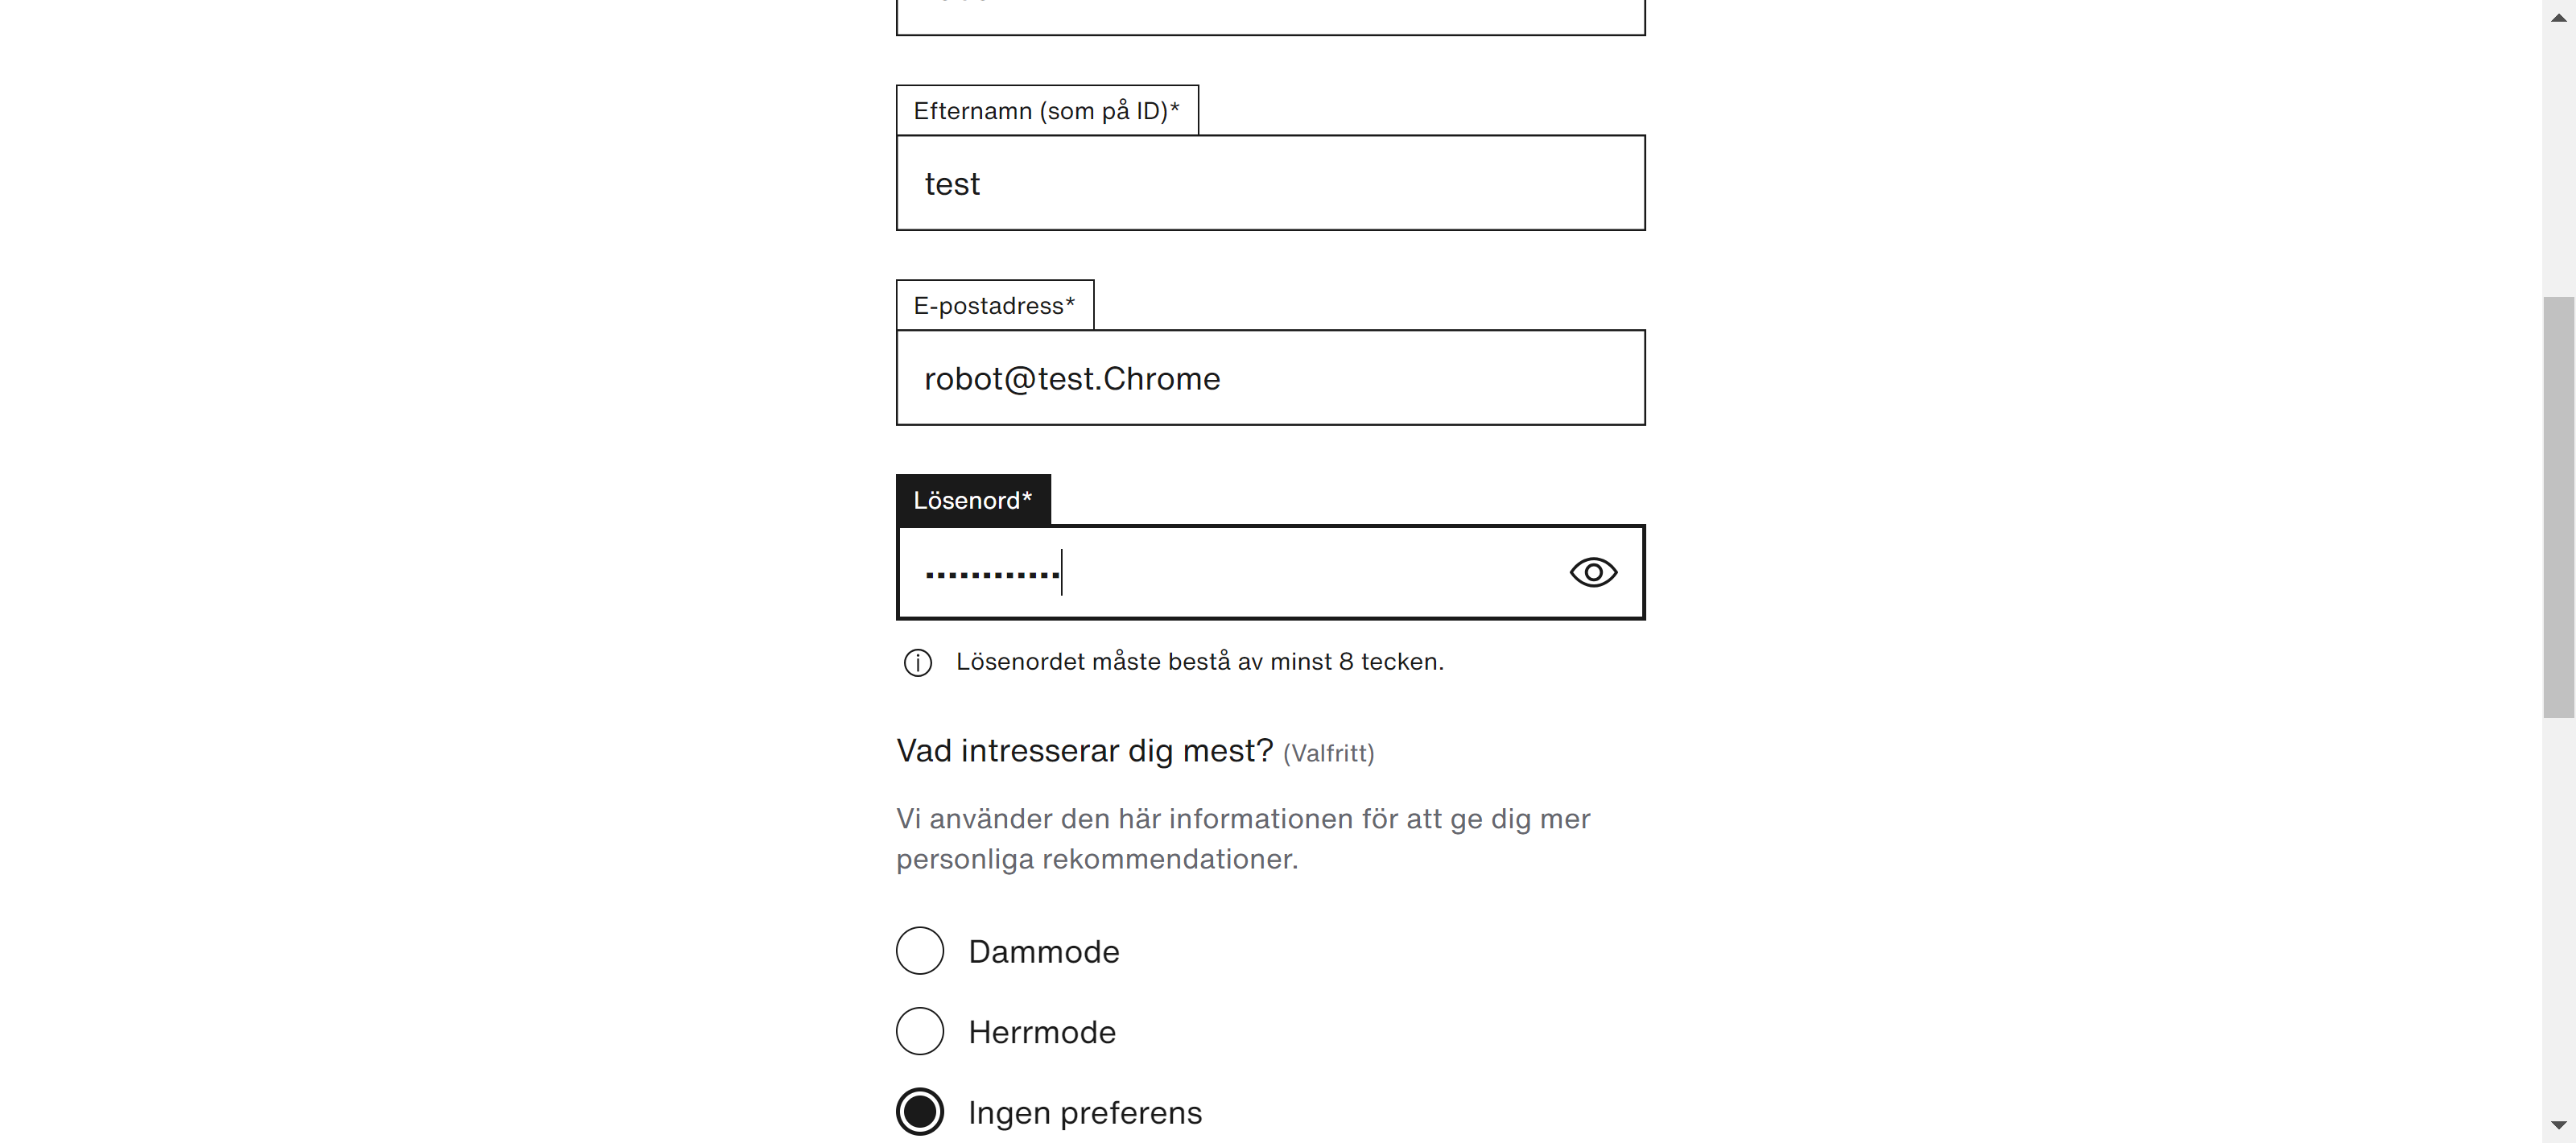 Efternamn (som på ID)*
test
E-postadress*
robot@test.Chrome
Lösenord*
Lösenordet måste bestå av minst 8 tecken.
Vad intresserar dig mest? (Valfritt)
Vi använder den här informationen för att ge dig mer
personliga rekommendationer.
Dammode
Herrmode
Ingen preferens